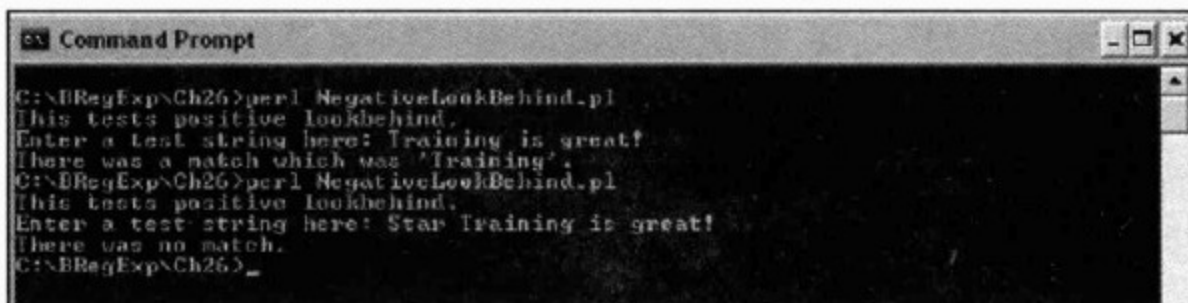 Command Prompt
C:\BRegExp\Ch26>perl NegativeLookBehind.pl
This tests positive lookbehind.
Enter a test string here: Training is great!
There was a match which was 'Training'.
C:\BRegExp\Ch26>perl NegativeLookBehind.pl
This tests positive lookbehind.
Enter a test string here: Star Training is great!
There was no match.
C:\BRegExp\Ch26>_